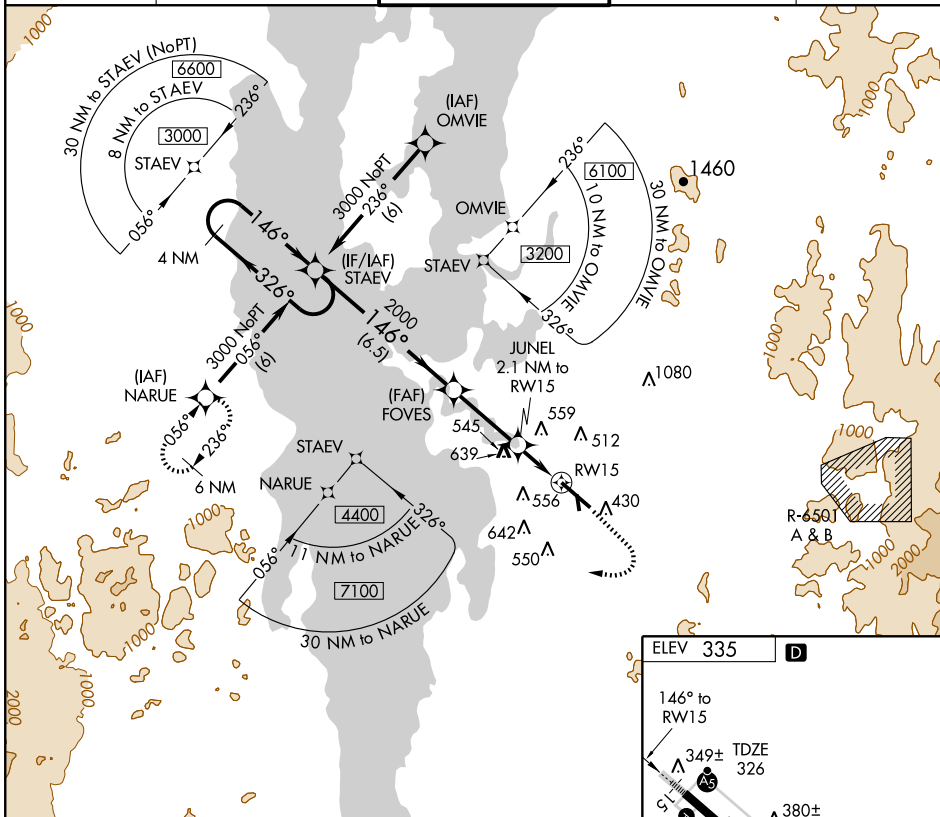 1000
30 NM to STAEV (NoPT)
6600
8 NM to STAEV
236°
3000
STAEV
056°
(IAF)
OMVIE
3000 NoPT
236°
(6)
236°
6100
1460
1000
OMVIE
10 NM to OMVIE
30 NM to OMVIE
3200
STAEV
326°
146°
4 NM
326°
(IF/IAF)
STAEV
2000
146°
(6.5)
3000 NoPT
056°
(6)
1000
1000
(IAF)
NARUE
056°
236°
6 NM
JUNEL
2.1 NM to
RW15
1080
(FAF)
FOVES
545
639
559
512
RW15
556
430
642
550
1000
R-6501
A & B
1000
2000
STAEV
NARUE
4400
326°
056°
11 NM to NARUE
7100
30 NM to NARUE
1000
1000
1000
2000
ELEV 335
D
146° to
RW15
349±
TDZE
326
A5
15
380±